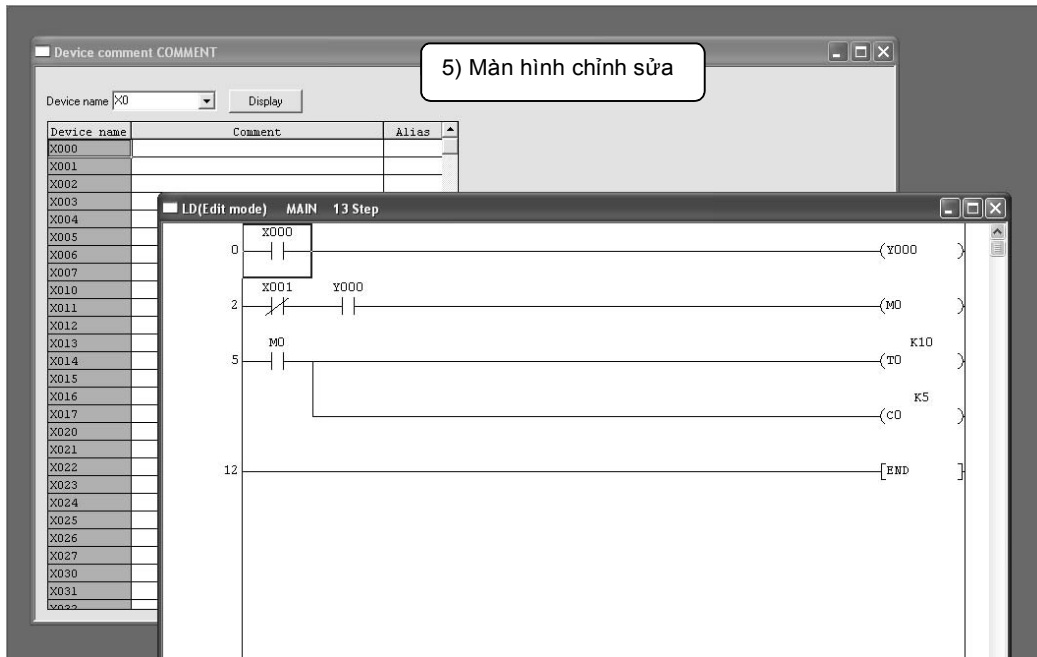 Device comment COMMENT
5) Màn hình chỉnh sửa
Device name X0 Display
Device name Comment Alias
X000
X001
X002
X003
X004
X005
X006
X007
X010
X011
X012
X013
X014
X015
X016
X017
X020
X021
X022
X023
X024
X025
X026
X027
X030
X031
X032
LD(Edit mode) MAIN 13 Step
X000
0 (Y000 )
X001 Y000
2 (M0 )
M0 K10
5 (T0 )
K5
(C0 )
12 [END ]